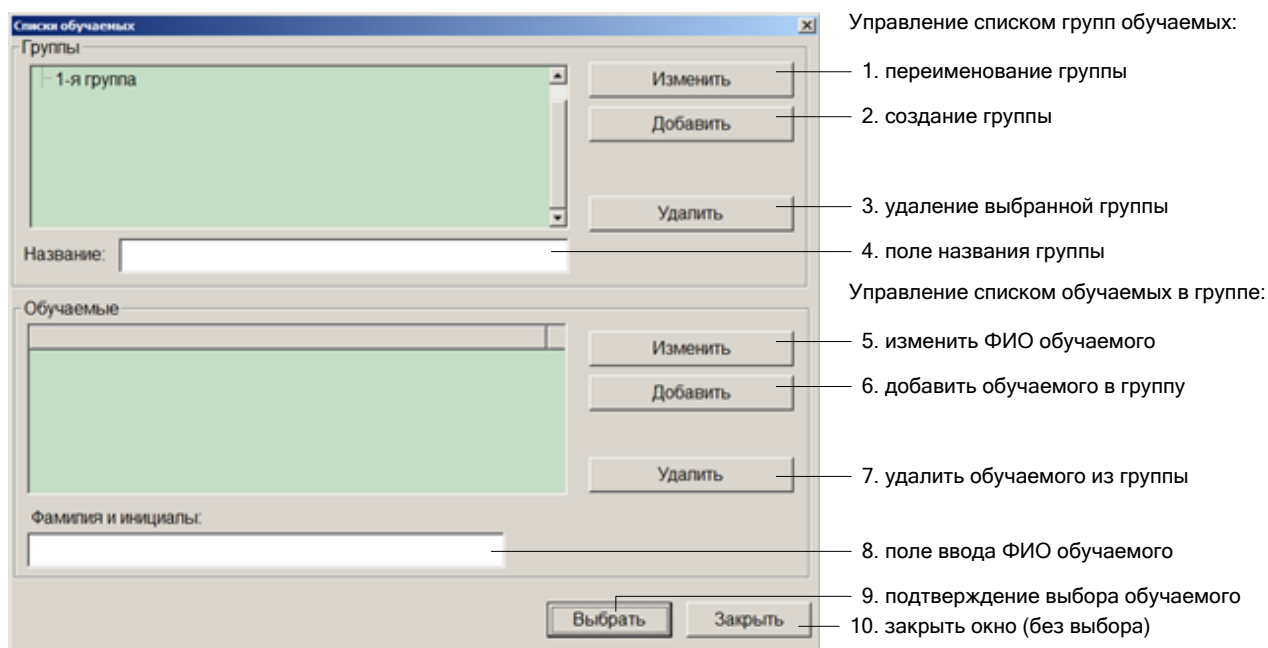 Списки обучаемых
Группы
1-я группа
Изменить
Добавить
Удалить
Название:
Обучаемые
Изменить
Добавить
Удалить
Фамилия и инициалы:
Выбрать
Закрыть
Управление списком групп обучаемых:
1. переименование группы
2. создание группы
3. удаление выбранной группы
4. поле названия группы
Управление списком обучаемых в группе:
5. изменить ФИО обучаемого
6. добавить обучаемого в группу
7. удалить обучаемого из группы
8. поле ввода ФИО обучаемого
9. подтверждение выбора обучаемого
10. закрыть окно (без выбора)